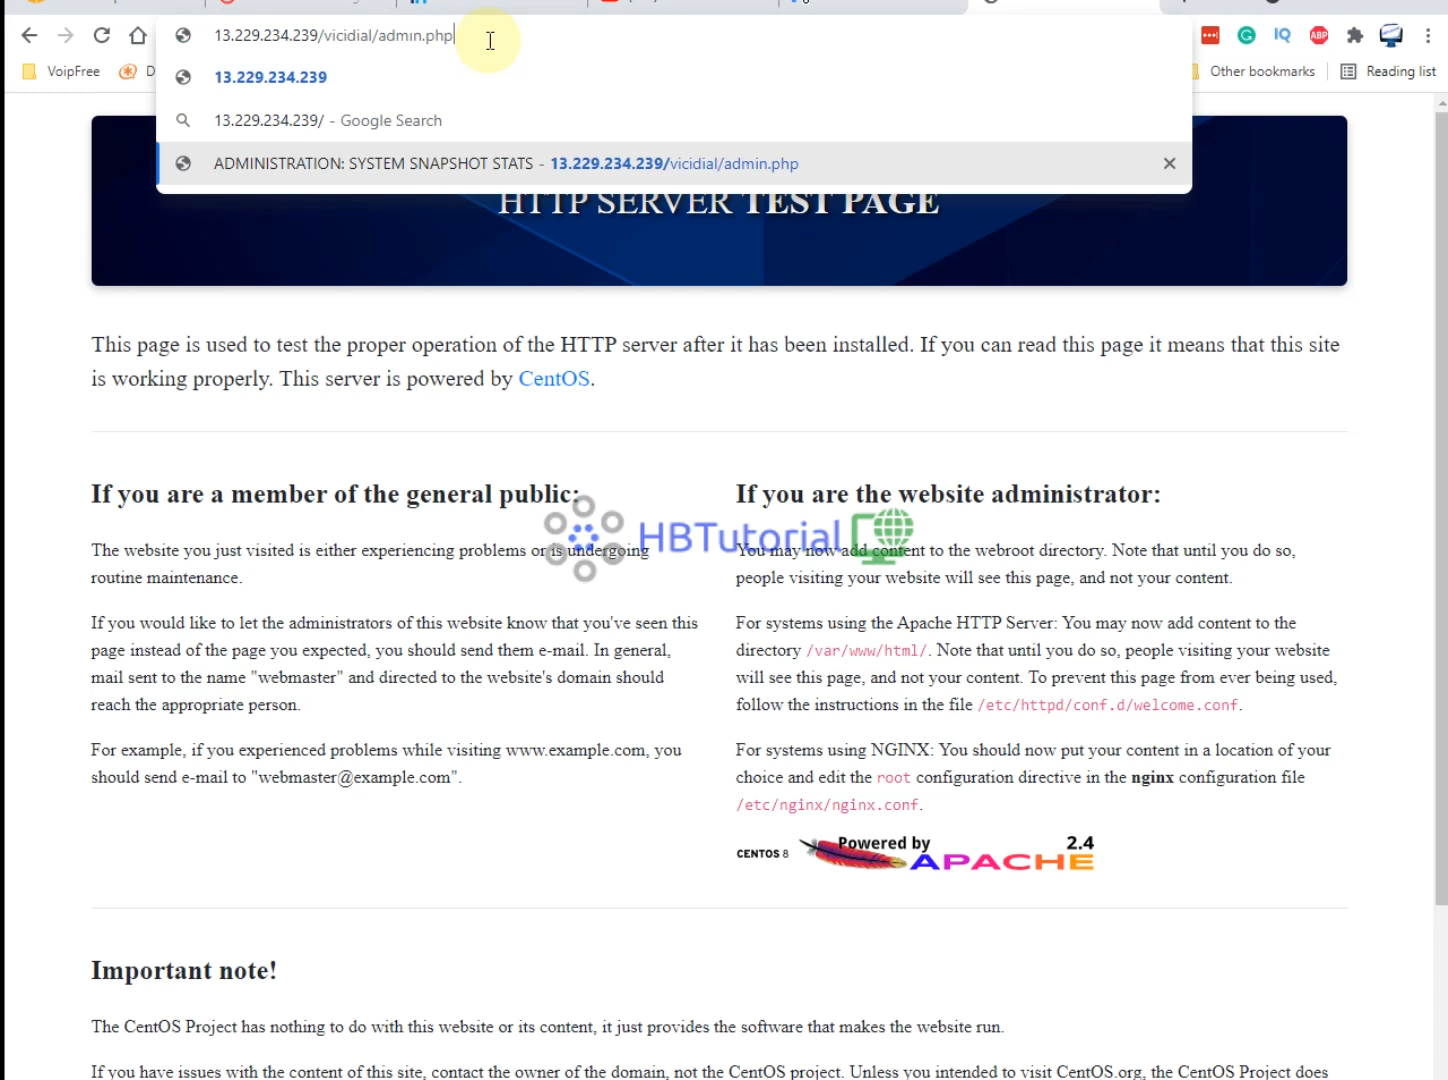 13.229.234.239/vicidial/admin.php
VoipFree
D
13.229.234.239
Other bookmarks
Reading list
13.229.234.239/ - Google Search
ADMINISTRATION: SYSTEM SNAPSHOT STATS - 13.229.234.239/vicidial/admin.php
HTTP SERVER TEST PAGE
This page is used to test the proper operation of the HTTP server after it has been installed. If you can read this page it means that this site
is working properly. This server is powered by CentOS.
If you are a member of the general public:
The website you just visited is either experiencing problems or is undergoing
routine maintenance.
If you would like to let the administrators of this website know that you've seen this
page instead of the page you expected, you should send them e-mail. In general,
mail sent to the name "webmaster" and directed to the website's domain should
reach the appropriate person.
For example, if you experienced problems while visiting www.example.com, you
should send e-mail to "webmaster@example.com".
HBTutorial
If you are the website administrator:
You may now add content to the webroot directory. Note that until you do so,
people visiting your website will see this page, and not your content.
For systems using the Apache HTTP Server: You may now add content to the
directory /var/www/html/. Note that until you do so, people visiting your website
will see this page, and not your content. To prevent this page from ever being used,
follow the instructions in the file /etc/httpd/conf.d/welcome.conf.
For systems using NGINX: You should now put your content in a location of your
choice and edit the root configuration directive in the nginx configuration file
/etc/nginx/nginx.conf.
CENTOS 8
Powered by 2.4
APACHE
Important note!
The CentOS Project has nothing to do with this website or its content, it just provides the software that makes the website run.
If you have issues with the content of this site, contact the owner of the domain, not the CentOS project. Unless you intended to visit CentOS.org, the CentOS Project does
IQ
ABP